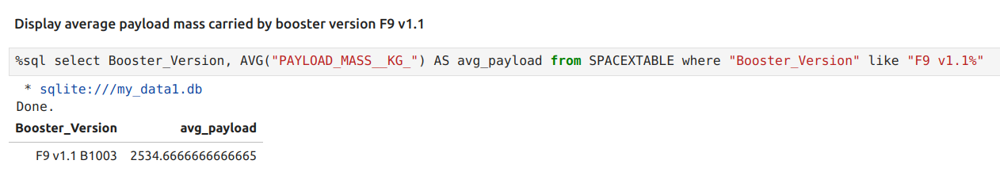 Display average payload mass carried by booster version F9 v1.1
%sql select Booster_Version, AVG("PAYLOAD_MASS__KG_") AS avg_payload from SPACEXTABLE where "Booster_Version" like "F9 v1.1%"
* sqlite:///my_data1.db
Done.
Booster_Version avg_payload
F9 v1.1 B1003 2534.6666666666665